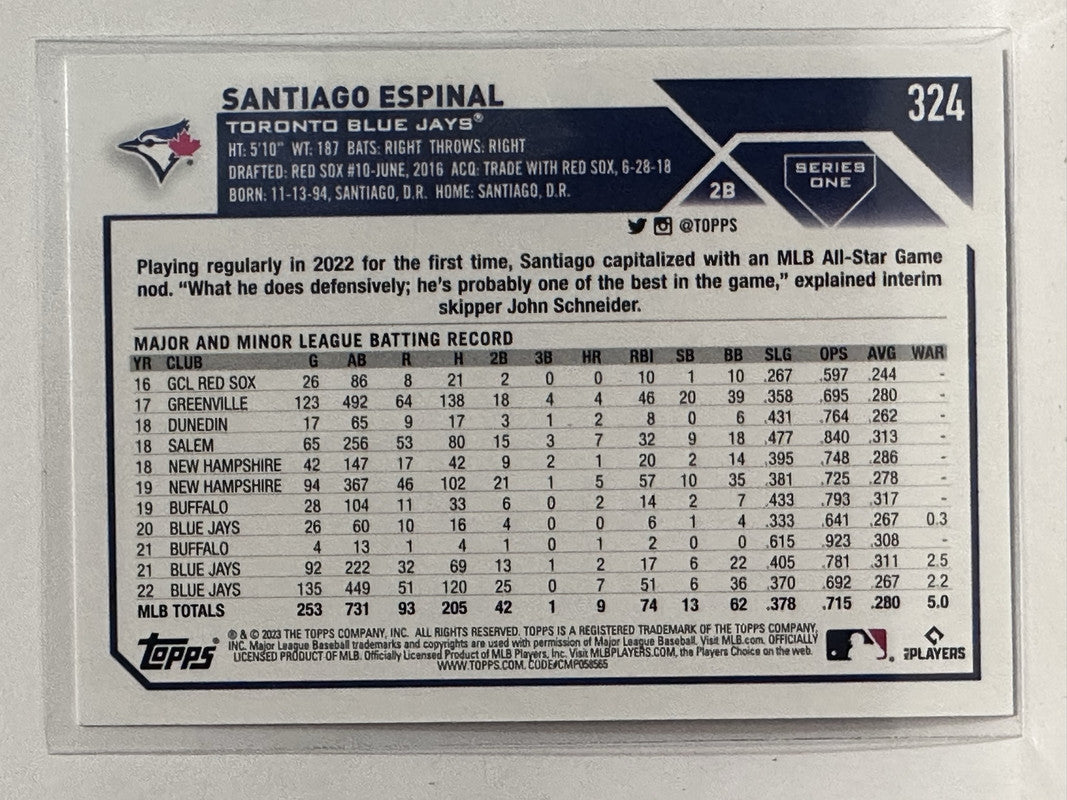 SANTIAGO ESPINAL
324
TORONTO BLUE JAYS®
HT: 5'10" WT: 187 BATS: RIGHT THROWS: RIGHT
DRAFTED: RED SOX #10-JUNE, 2016 ACQ: TRADE WITH RED SOX, 6-28-18
BORN: 11-13-94, SANTIAGO, D.R. HOME: SANTIAGO, D.R.
2B
SERIES
ONE
@TOPPS
Playing regularly in 2022 for the first time, Santiago capitalized with an MLB All-Star Game
nod. “What he does defensively; he's probably one of the best in the game,” explained interim
skipper John Schneider.
MAJOR AND MINOR LEAGUE BATTING RECORD
YR CLUB G AB R H 2B 3B HR RBI SB BB SLG OPS AVG WAR
16 GCL RED SOX 26 86 8 21 2 0 0 10 1 10 .267 .597 .244 -
17 GREENVILLE 123 492 64 138 18 4 4 46 20 39 .358 .695 .280 -
18 DUNEDIN 17 65 9 17 3 1 2 8 0 6 .431 .764 .262 -
18 SALEM 65 256 53 80 15 3 7 32 9 18 .477 .840 .313 -
18 NEW HAMPSHIRE 42 147 17 42 9 2 1 20 2 14 .395 .748 .286 -
19 NEW HAMPSHIRE 94 367 46 102 21 1 5 57 10 35 .381 .725 .278 -
19 BUFFALO 28 104 11 33 6 0 2 14 2 7 .433 .793 .317 -
20 BLUE JAYS 26 60 10 16 4 0 0 6 1 4 .333 .641 .267 0.3
21 BUFFALO 4 13 1 4 1 0 1 2 0 0 .615 .923 .308 -
21 BLUE JAYS 92 222 32 69 13 1 2 17 6 22 .405 .781 .311 2.5
22 BLUE JAYS 135 449 51 120 25 0 7 51 6 36 .370 .692 .267 2.2
MLB TOTALS 253 731 93 205 42 1 9 74 13 62 .378 .715 .280 5.0
Topps®
® & © 2023 THE TOPPS COMPANY, INC. ALL RIGHTS RESERVED. TOPPS IS A REGISTERED TRADEMARK OF THE TOPPS COMPANY,
INC. Major League Baseball trademarks and copyrights are used with permission of Major League Baseball. Visit MLB.com. OFFICIALLY
LICENSED PRODUCT OF MLB. Officially Licensed Product of MLB Players, Inc. Visit MLBPLAYERS.COM, the Players Choice on the web.
WWW.TOPPS.COM. CODE#CMP058565
MLBPLAYERS